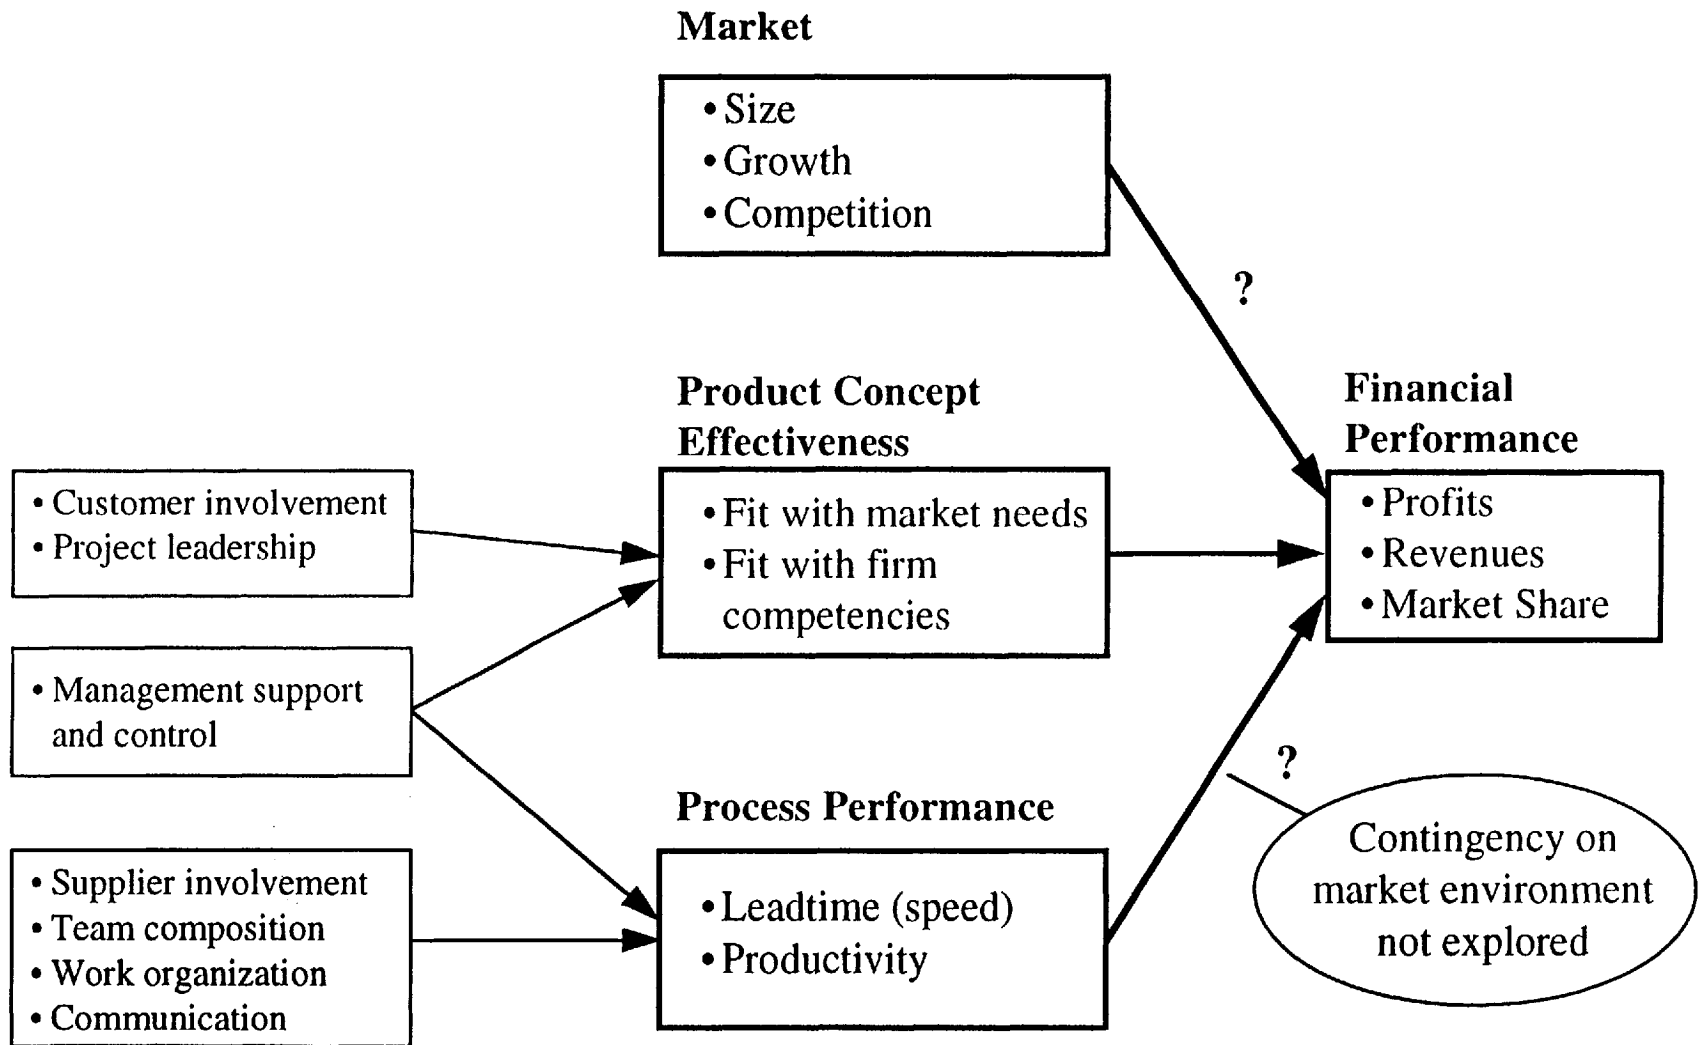 Market
• Size
• Growth
• Competition
?
Product Concept
Effectiveness
• Fit with market needs
• Fit with firm
competencies
Financial
Performance
• Profits
• Revenues
• Market Share
• Customer involvement
• Project leadership
• Management support
and control
• Supplier involvement
• Team composition
• Work organization
• Communication
Process Performance
• Leadtime (speed)
• Productivity
?
Contingency on
market environment
not explored